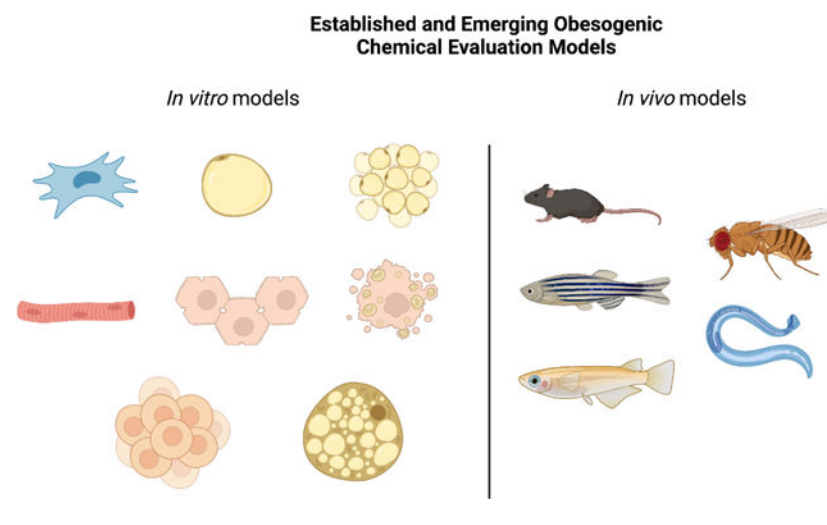 Established and Emerging Obesogenic
Chemical Evaluation Models
In vitro models
In vivo models